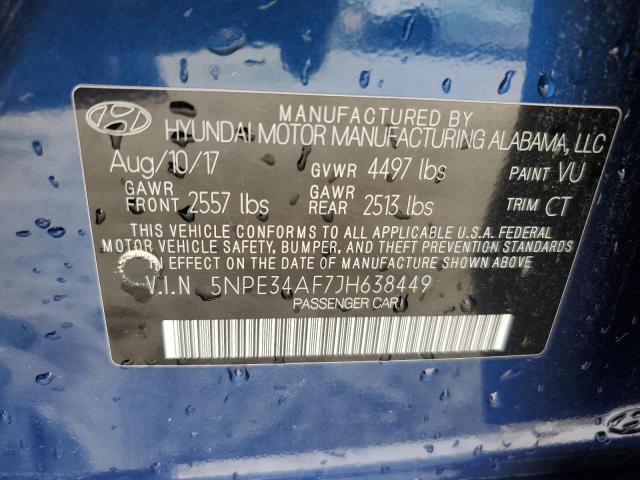 MANUFACTURED BY
HYUNDAI MOTOR MANUFACTURING ALABAMA, LLC
Aug/10/17 GVWR 4497 lbs PAINT VU
GAWR FRONT 2557 lbs GAWR REAR 2513 lbs TRIM CT
THIS VEHICLE CONFORMS TO ALL APPLICABLE U.S.A. FEDERAL
MOTOR VEHICLE SAFETY, BUMPER, AND THEFT PREVENTION STANDARDS
IN EFFECT ON THE DATE OF MANUFACTURE SHOWN ABOVE
V.I.N 5NPE34AF7JH638449
PASSENGER CAR